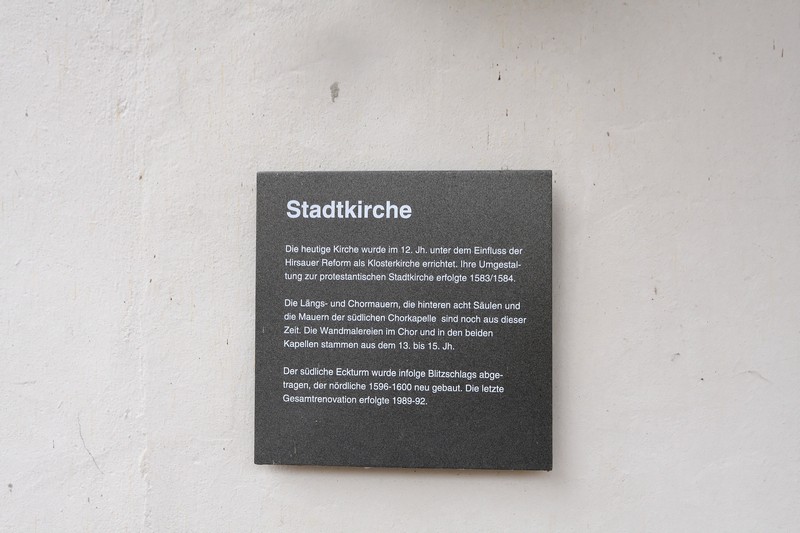 Stadtkirche
Die heutige Kirche wurde im 12. Jh. unter dem Einfluss der
Hirsauer Reform als Klosterkirche errichtet. Ihre Umgestal-
tung zur protestantischen Stadtkirche erfolgte 1583/1584.
Die Längs- und Chormauern, die hinteren acht Säulen und
die Mauern der südlichen Chorkapelle sind noch aus dieser
Zeit. Die Wandmalereien im Chor und in den beiden
Kapellen stammen aus dem 13. bis 15. Jh.
Der südliche Eckturm wurde infolge Blitzschlags abge-
tragen, der nördliche 1596-1600 neu gebaut. Die letzte
Gesamtrenovation erfolgte 1989-92.